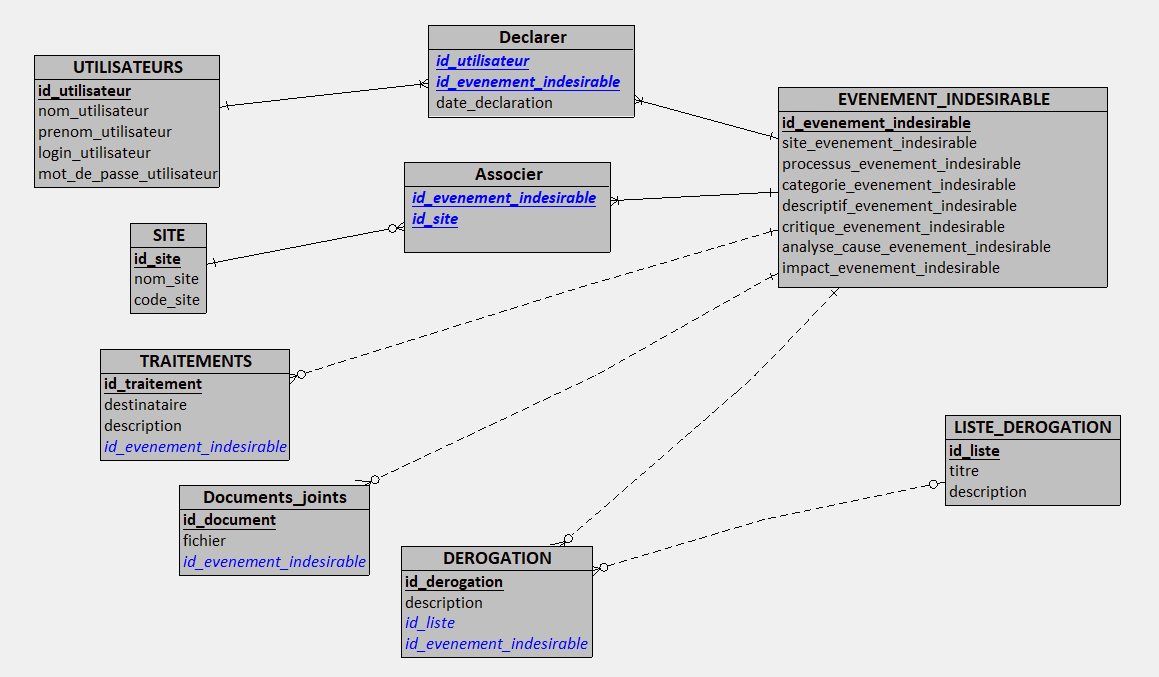 Declarer
id_utilisateur
id_evenement_indesirable
date_declaration
UTILISATEURS
id_utilisateur
nom_utilisateur
prenom_utilisateur
login_utilisateur
mot_de_passe_utilisateur
EVENEMENT_INDESIRABLE
id_evenement_indesirable
site_evenement_indesirable
processus_evenement_indesirable
categorie_evenement_indesirable
descriptif_evenement_indesirable
critique_evenement_indesirable
analyse_cause_evenement_indesirable
impact_evenement_indesirable
Associer
id_evenement_indesirable
id_site
SITE
id_site
nom_site
code_site
TRAITEMENTS
id_traitement
destinataire
description
id_evenement_indesirable
LISTE_DEROGATION
id_liste
titre
description
Documents_joints
id_document
fichier
id_evenement_indesirable
DEROGATION
id_derogation
description
id_liste
id_evenement_indesirable